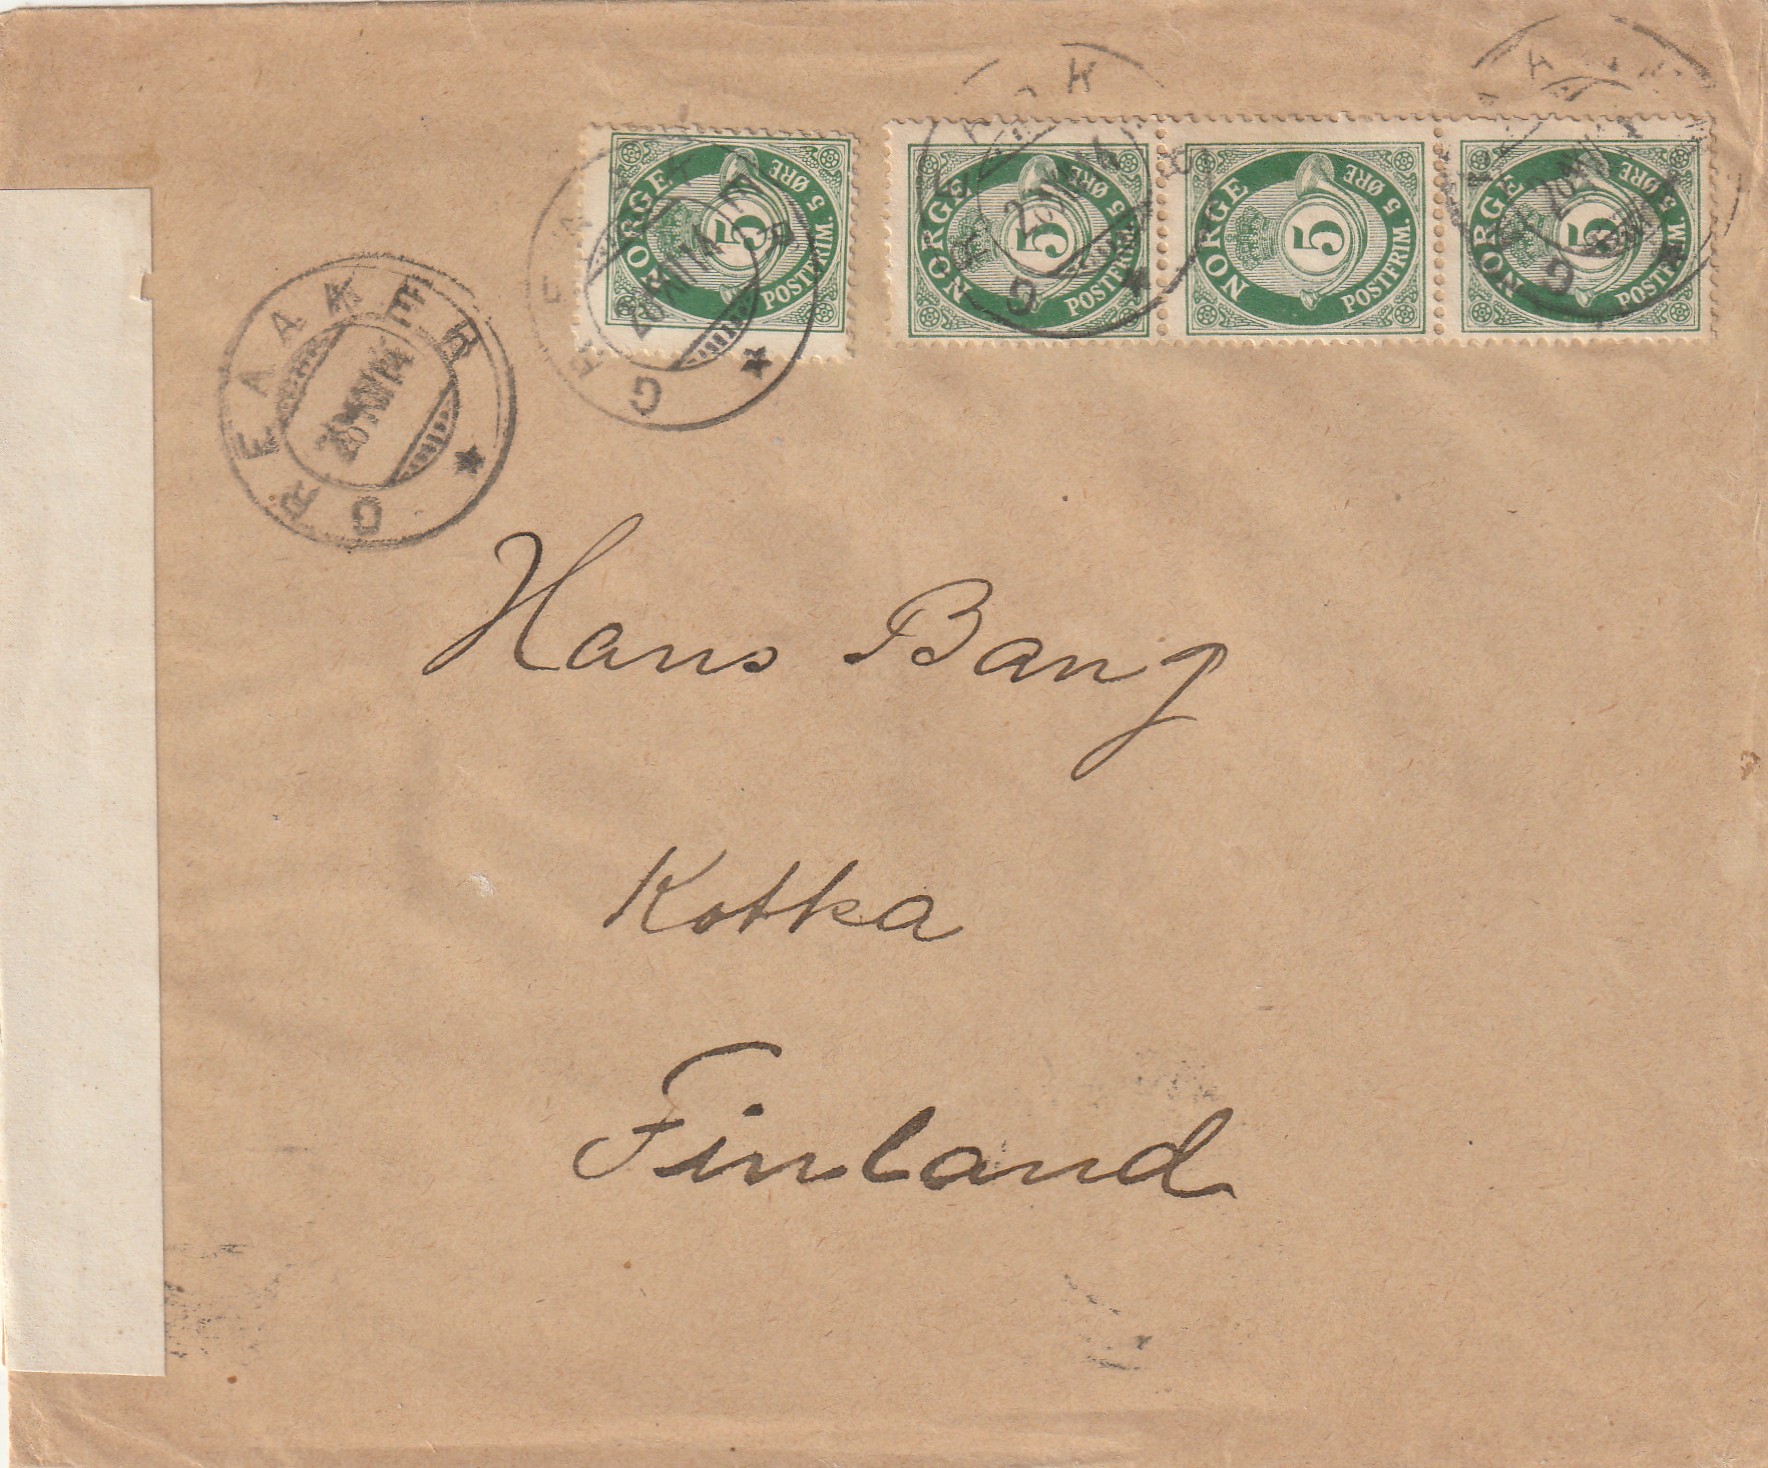 NORGE 5 POSTFRIM. 5 ØRE
NORGE 5 POSTFRIM. 5 ØRE
NORGE 5 POSTFRIM. 5 ØRE
NORGE 5 POSTFRIM. 5 ØRE
GREAAKER
Hans Bang
Kotka
Finland